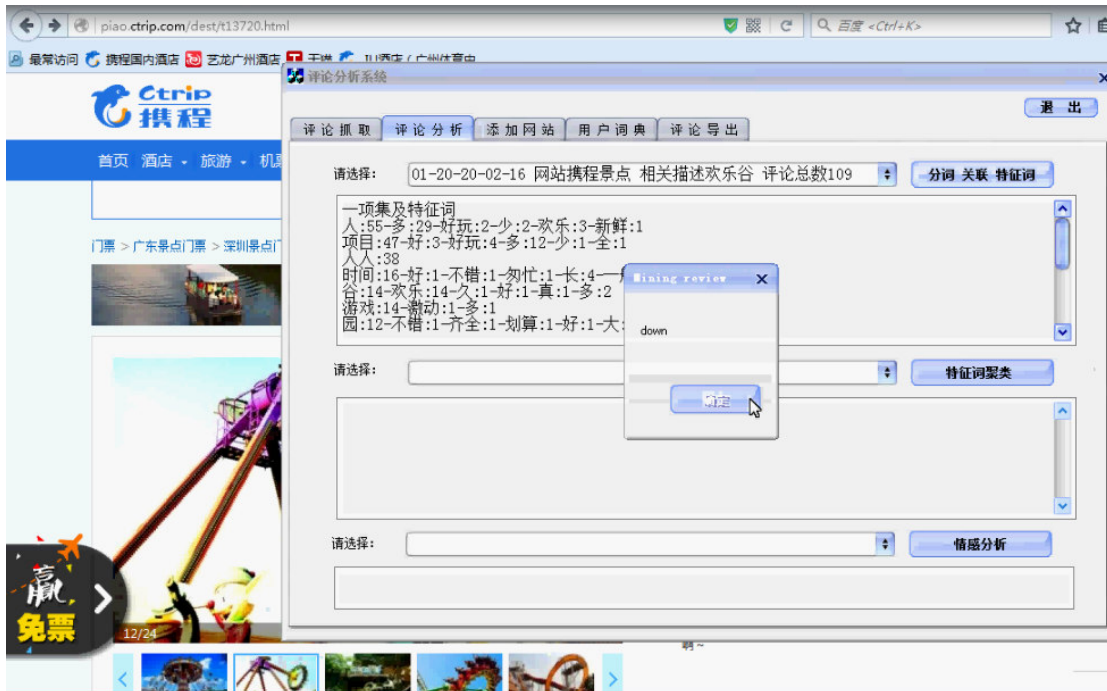 piao.ctrip.com/dest/t13720.html
百度 <Ctrl+K>
最常访问 携程国内酒店 艺龙广州酒店 天猫
Ctrip
携程
首页 酒店 旅游
门票 > 广东景点门票 > 深圳景点门
评论分析系统
退 出
评论抓取 评论分析 添加网站 用户词典 评论导出
请选择: 01-20-20-02-16 网站携程景点 相关描述欢乐谷 评论总数109 分词 关联 特征词
一项集及特征词
人:55-多:29-好玩:2-少:2-欢乐:3-新鲜:1
项目:47-好:3-好玩:4-多:12-少:1-全:1
人人:38
时间:16-好:1-不错:1-匆忙:1-长:4-一
谷:14-欢乐:14-久:1-好:1-真:1-多:2
游戏:14-激动:1-多:1
园:12-不错:1-齐全:1-划算:1-好:1-大:
Mining review
down
确定
请选择: 特征词聚类
请选择: 情感分析
赢
免票
12/24
啊~